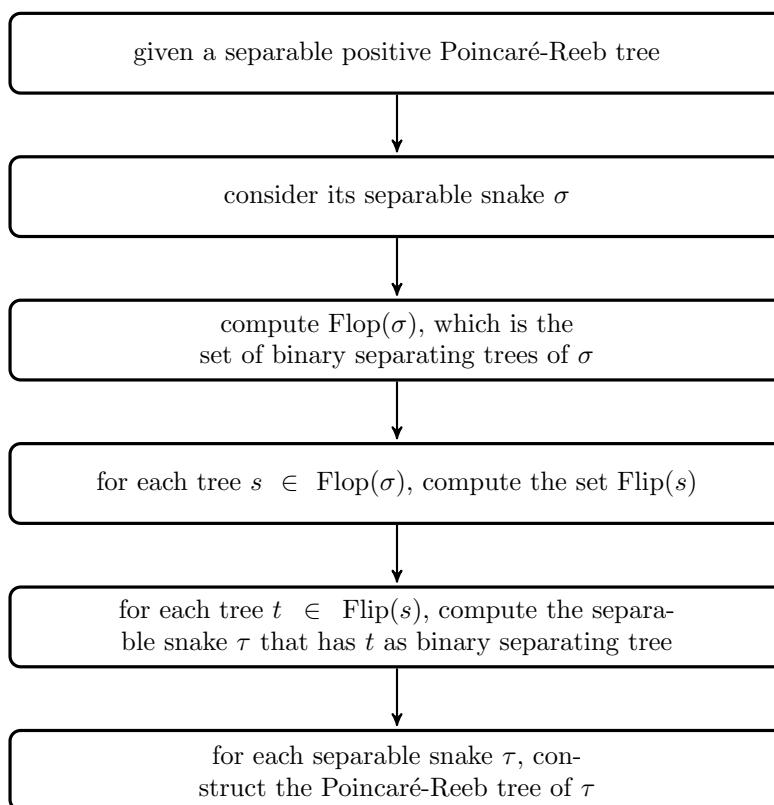 given a separable positive Poincaré-Reeb tree
consider its separable snake σ
compute Flop(σ), which is the
set of binary separating trees of σ
for each tree s ∈ Flop(σ), compute the set Flip(s)
for each tree t ∈ Flip(s), compute the separa-
ble snake τ that has t as binary separating tree
for each separable snake τ, con-
struct the Poincaré-Reeb tree of τ